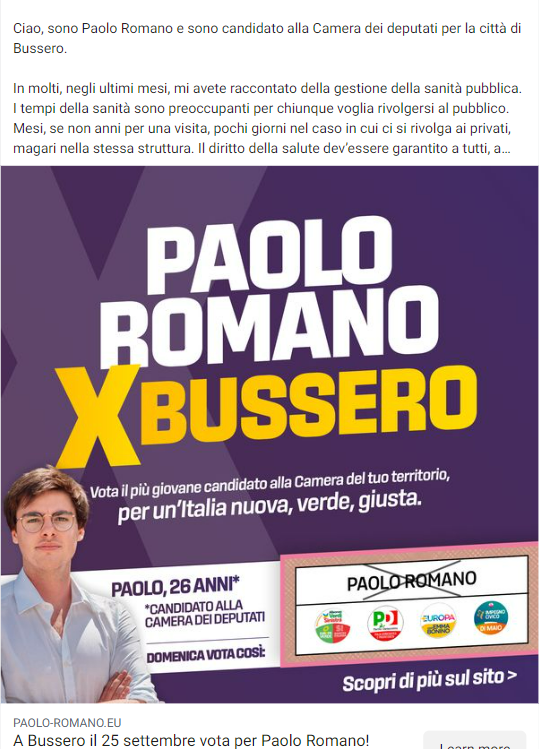 Ciao, sono Paolo Romano e sono candidato alla Camera dei deputati per la città di
Bussero.
In molti, negli ultimi mesi, mi avete raccontato della gestione della sanità pubblica.
I tempi della sanità sono preoccupanti per chiunque voglia rivolgersi al pubblico.
Mesi, se non anni per una visita, pochi giorni nel caso in cui ci si rivolga ai privati,
magari nella stessa struttura. Il diritto della salute dev'essere garantito a tutti, a...
PAOLO
ROMANO
XBUSSERO
Vota il più giovane candidato alla Camera del tuo territorio,
per un'Italia nuova, verde, giusta.
PAOLO, 26 ANNI*
*CANDIDATO ALLA
CAMERA DEI DEPUTATI
DOMENICA VOTA COSÌ:
PAOLO ROMANO
Verdi
Sinistra
PD
EUROPA
EMMA
BONINO
IMPEGNO
CIVICO
DI MAIO
Scopri di più sul sito >
PAOLO-ROMANO.EU
A Bussero il 25 settembre vota per Paolo Romano!
Learn more